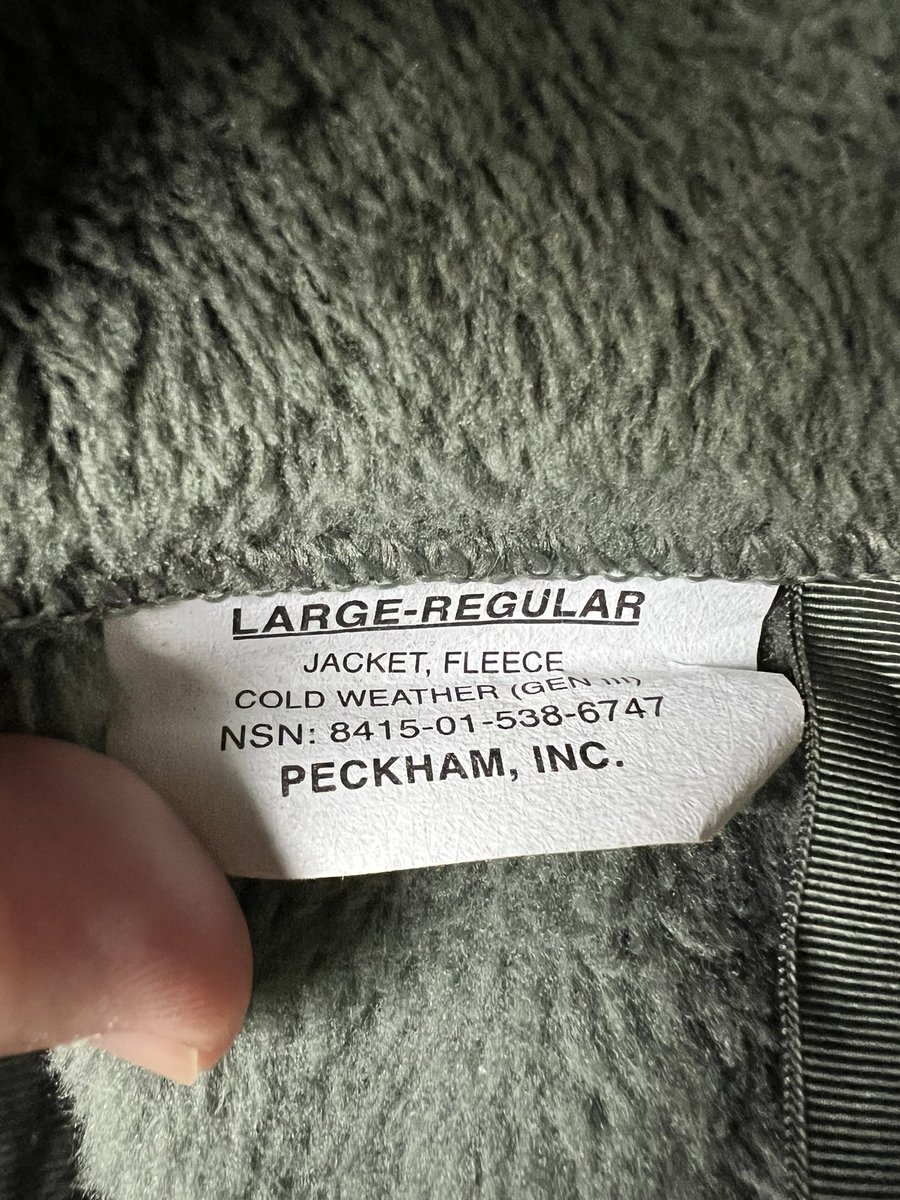 LARGE-REGULAR
JACKET, FLEECE
COLD WEATHER (GEN III)
NSN: 8415-01-538-6747
PECKHAM, INC.